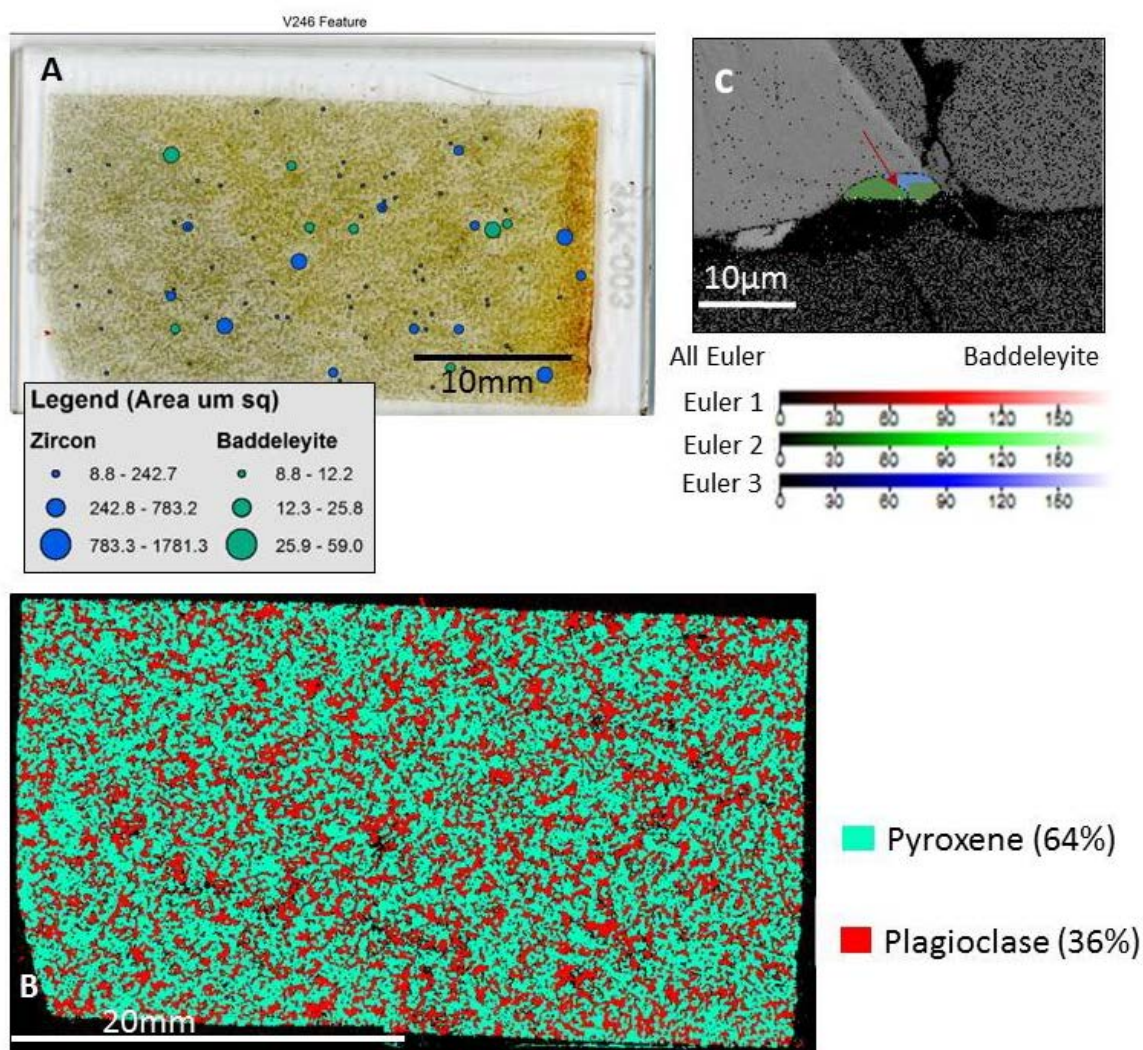 V246 Feature
A
10mm
Legend (Area um sq)
Zircon Baddeleyite
8.8 - 242.7 8.8 - 12.2
242.8 - 783.2 12.3 - 25.8
783.3 - 1781.3 25.9 - 59.0
C
10µm
All Euler Baddeleyite
Euler 1
0 30 60 90 120 150
Euler 2
0 30 60 90 120 150
Euler 3
0 30 60 90 120 150
B
20mm
Pyroxene (64%)
Plagioclase (36%)